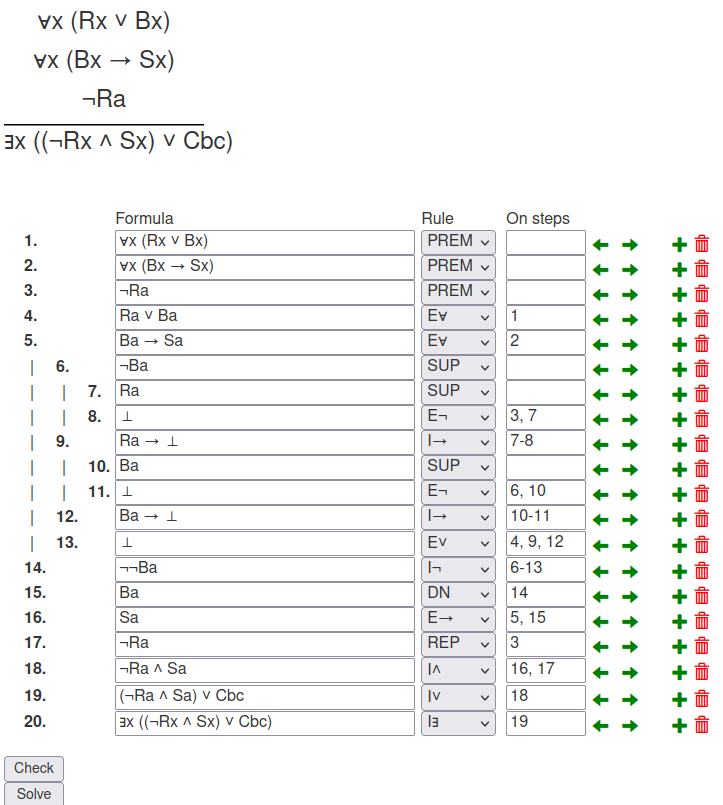 ∀x (Rx ∨ Bx)
∀x (Bx → Sx)
¬Ra
∃x ((¬Rx ∧ Sx) ∨ Cbc)
Formula Rule On steps
1. ∀x (Rx ∨ Bx) PREM
2. ∀x (Bx → Sx) PREM
3. ¬Ra PREM
4. Ra ∨ Ba E∀ 1
5. Ba → Sa E∀ 2
6. ¬Ba SUP
7. Ra SUP
8. ⊥ E¬ 3, 7
9. Ra → ⊥ I→ 7-8
10. Ba SUP
11. ⊥ E¬ 6, 10
12. Ba → ⊥ I→ 10-11
13. ⊥ E∨ 4, 9, 12
14. ¬¬Ba I¬ 6-13
15. Ba DN 14
16. Sa E→ 5, 15
17. ¬Ra REP 3
18. ¬Ra ∧ Sa I∧ 16, 17
19. (¬Ra ∧ Sa) ∨ Cbc I∨ 18
20. ∃x ((¬Rx ∧ Sx) ∨ Cbc) I∃ 19
Check
Solve